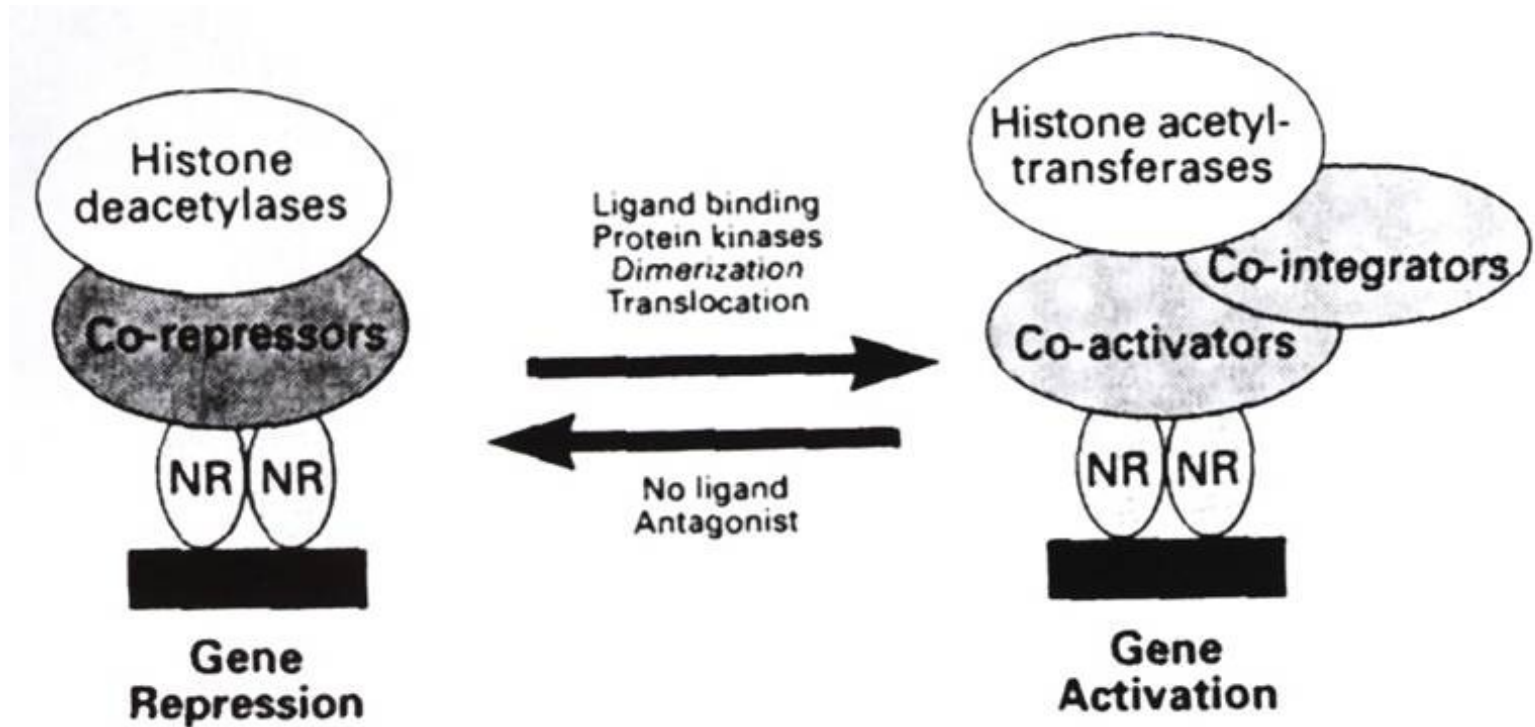 Histone
deacetylases
Co-repressors
NR NR
Gene
Repression
Ligand binding
Protein kinases
Dimerization
Translocation
No ligand
Antagonist
Histone acetyl-
transferases
Co-integrators
Co-activators
NR NR
Gene
Activation